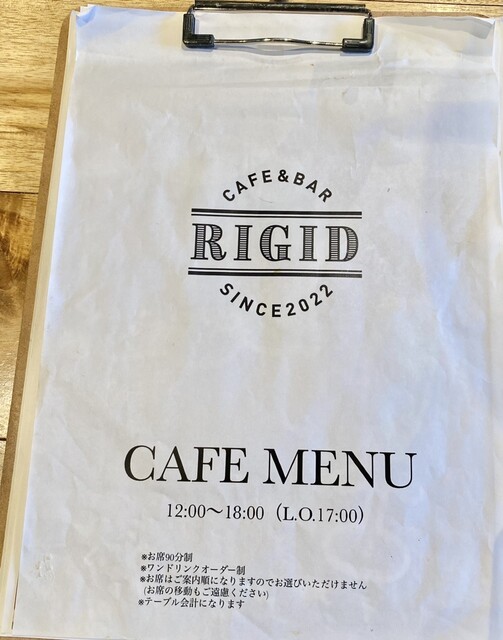 CAFE & BAR
RIGID
SINCE 2022
CAFE MENU
12:00〜18:00（L.O.17:00）
※お席90分制
※ワンドリンクオーダー制
※お席はご案内順になりますのでお選びいただけません
(お席の移動もご遠慮ください)
※テーブル会計になります